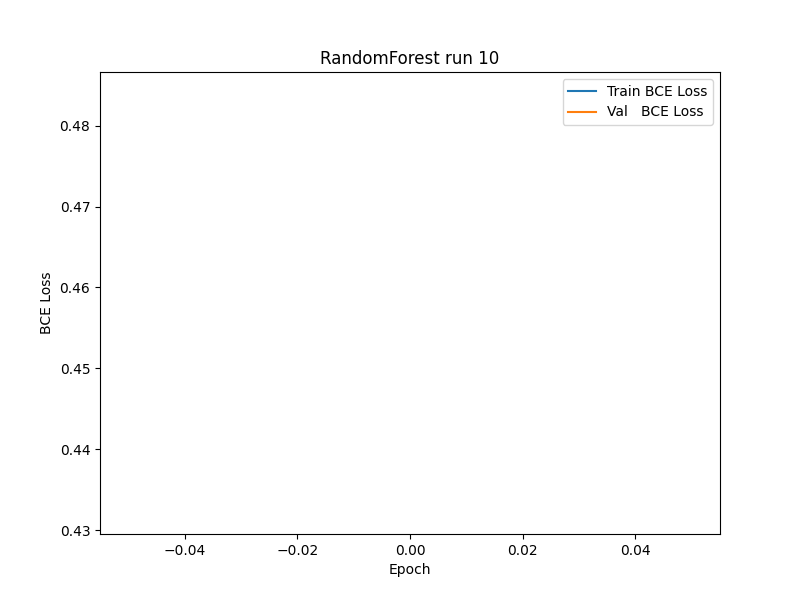 RandomForest run 10
Train BCE Loss
Val   BCE Loss
0.48
0.47
0.46
0.45
0.44
0.43
BCE Loss
−0.04 −0.02 0.00 0.02 0.04
Epoch